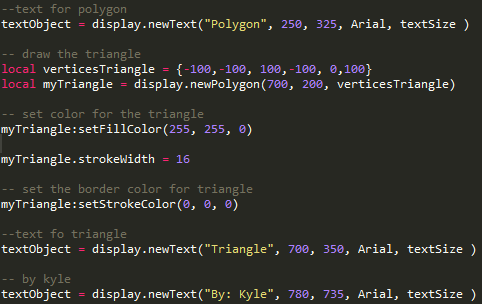 --text for polygon
textObject = display.newText("Polygon", 250, 325, Arial, textSize )
-- draw the triangle
local verticesTriangle = {-100,-100, 100,-100, 0,100}
local myTriangle = display.newPolygon(700, 200, verticesTriangle)
-- set color for the triangle
myTriangle:setFillColor(255, 255, 0)
myTriangle.strokeWidth = 16
-- set the border color for triangle
myTriangle:setStrokeColor(0, 0, 0)
--text fo triangle
textObject = display.newText("Triangle", 700, 350, Arial, textSize )
-- by kyle
textObject = display.newText("By: Kyle", 780, 735, Arial, textSize )